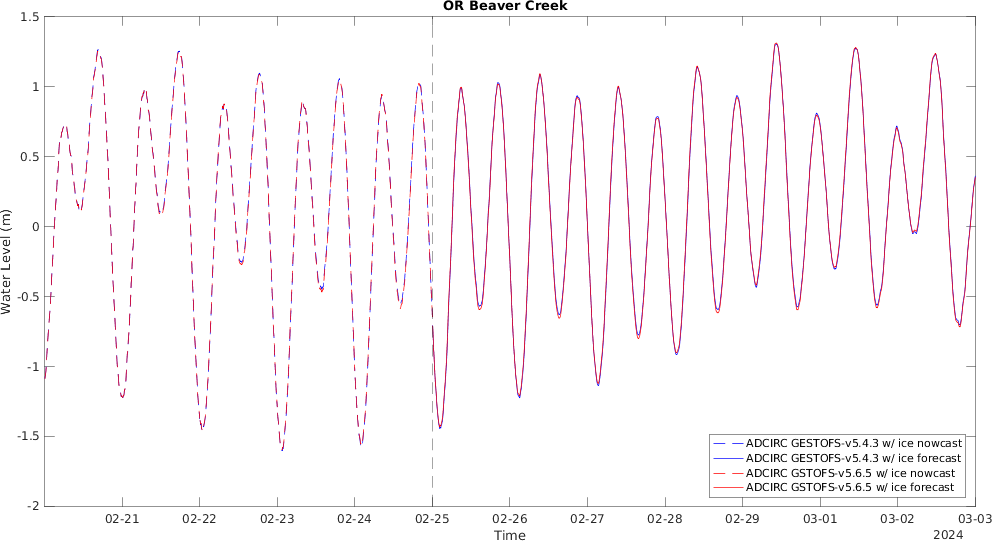 OR Beaver Creek
1.5
1
0.5
0
-0.5
-1
-1.5
-2
Water Level (m)
02-21 02-22 02-23 02-24 02-25 02-26 02-27 02-28 02-29 03-01 03-02 03-03
Time
2024
ADCIRC GESTOFS-v5.4.3 w/ ice nowcast
ADCIRC GESTOFS-v5.4.3 w/ ice forecast
ADCIRC GSTOFS-v5.6.5 w/ ice nowcast
ADCIRC GSTOFS-v5.6.5 w/ ice forecast